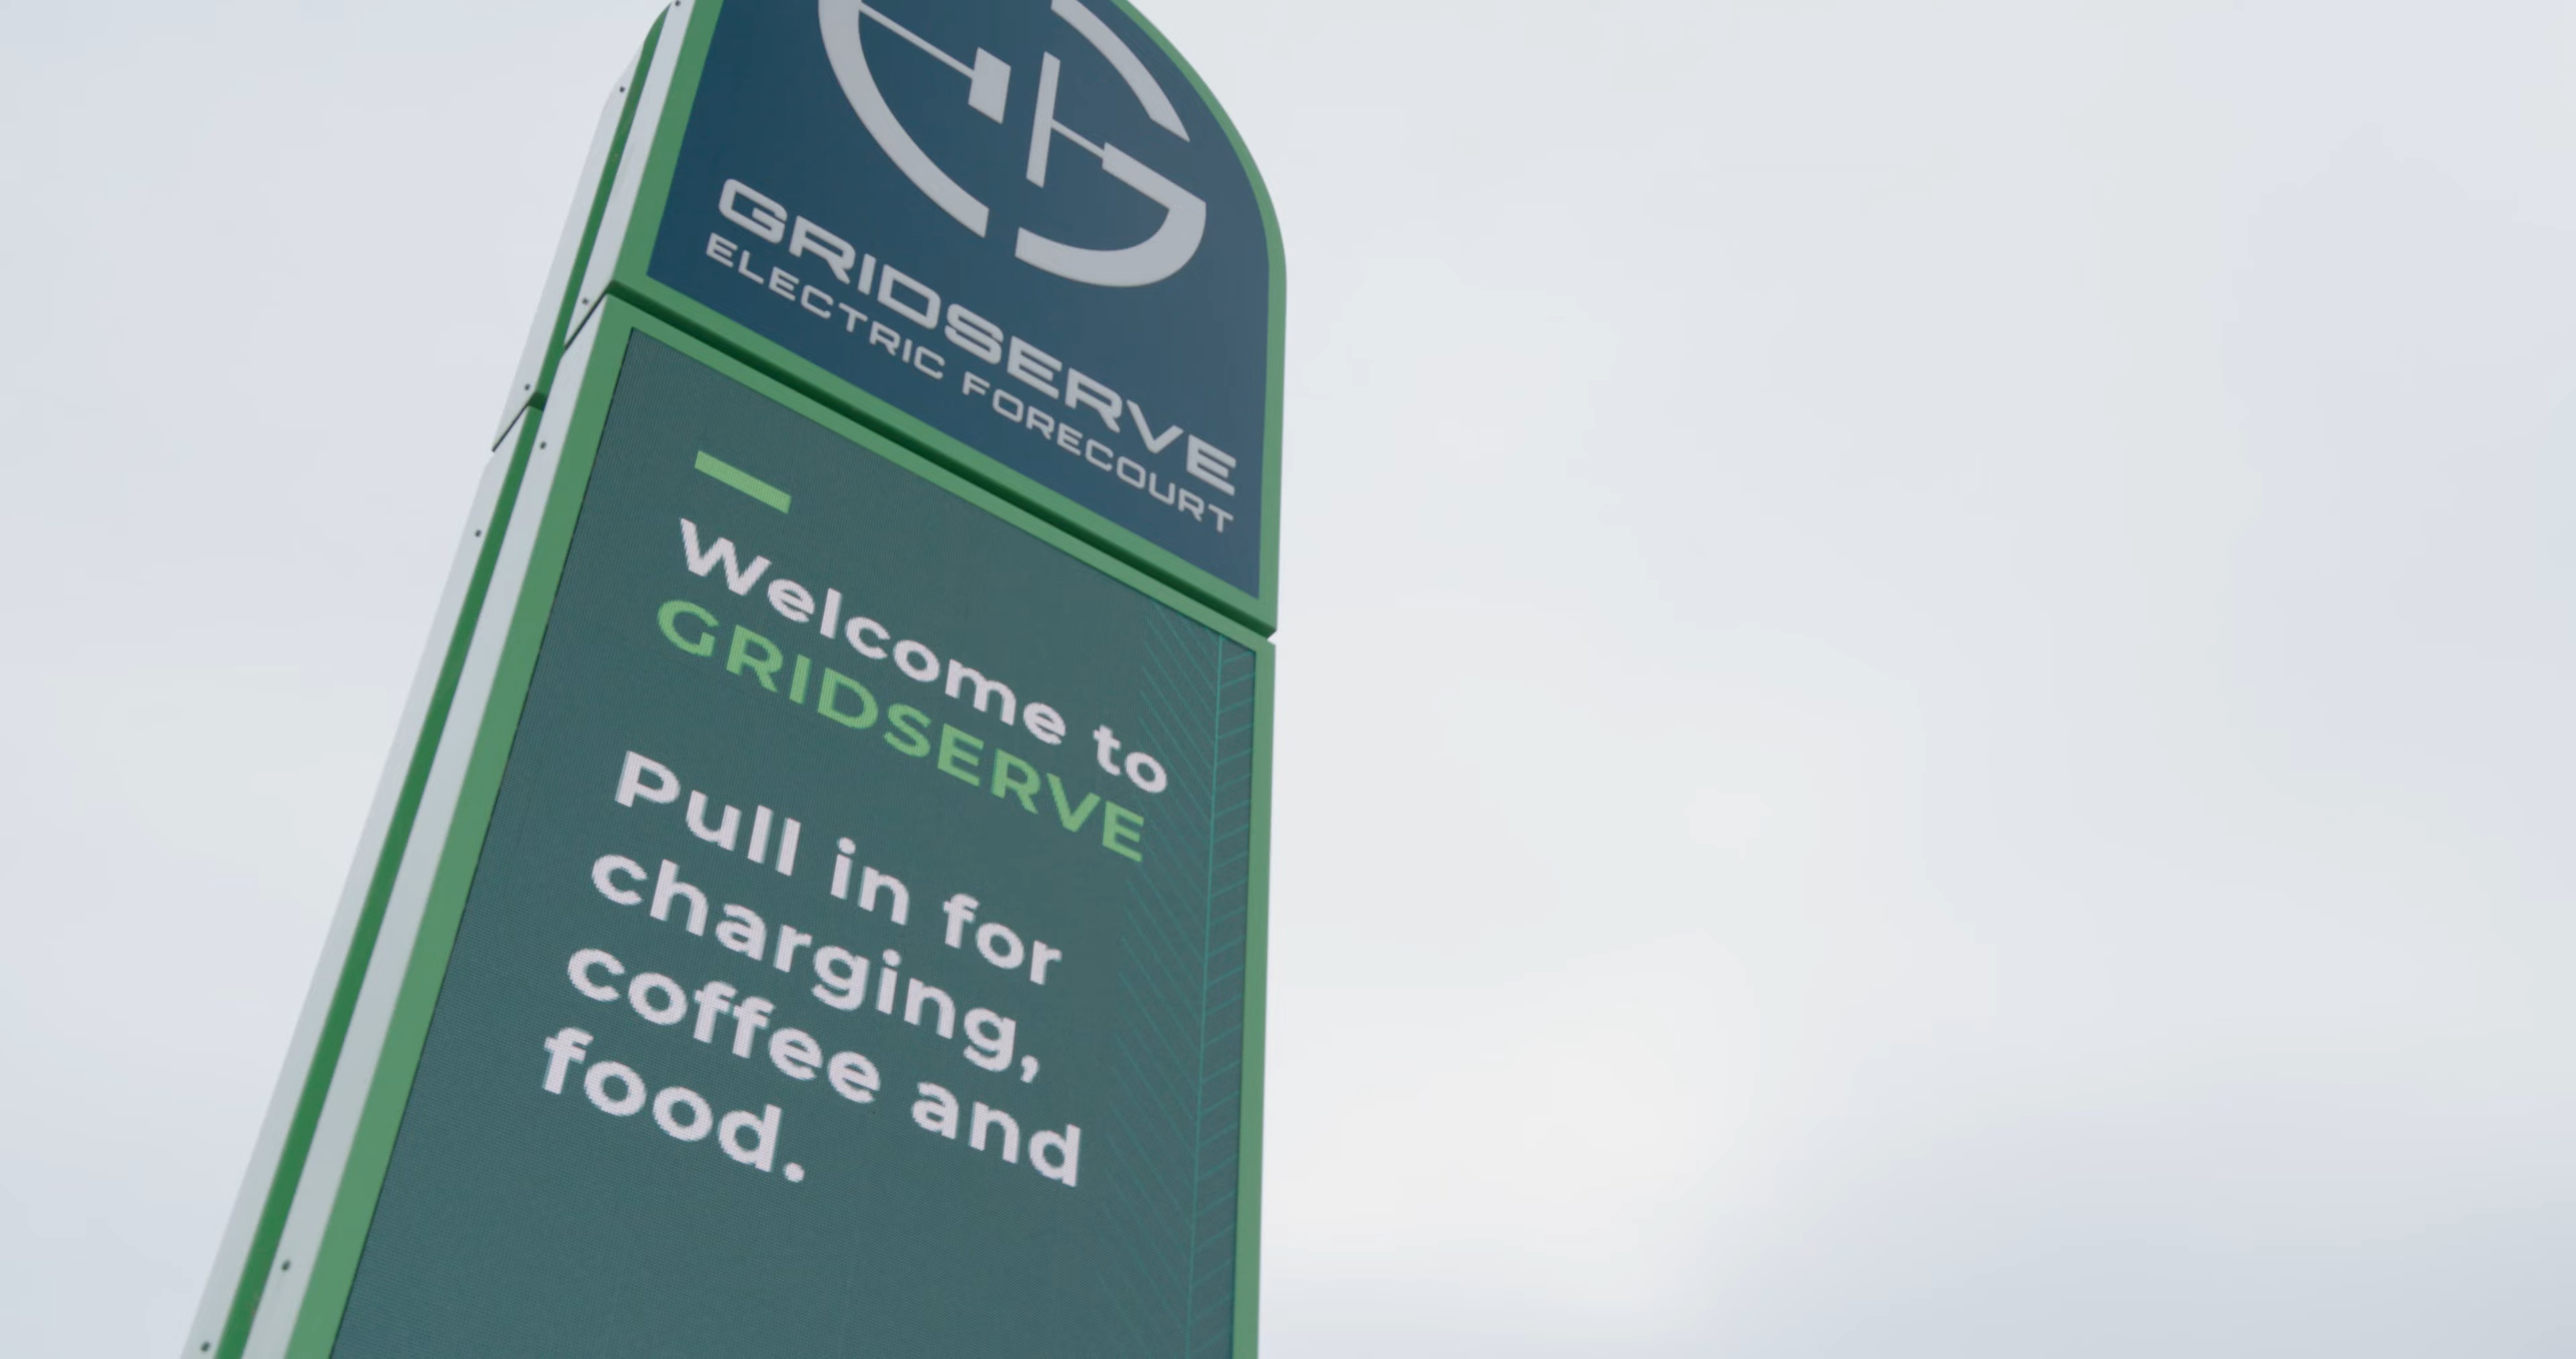 GRIDSERVE
ELECTRIC FORECOURT
Welcome to
GRIDSERVE
Pull in for
charging,
coffee and
food.